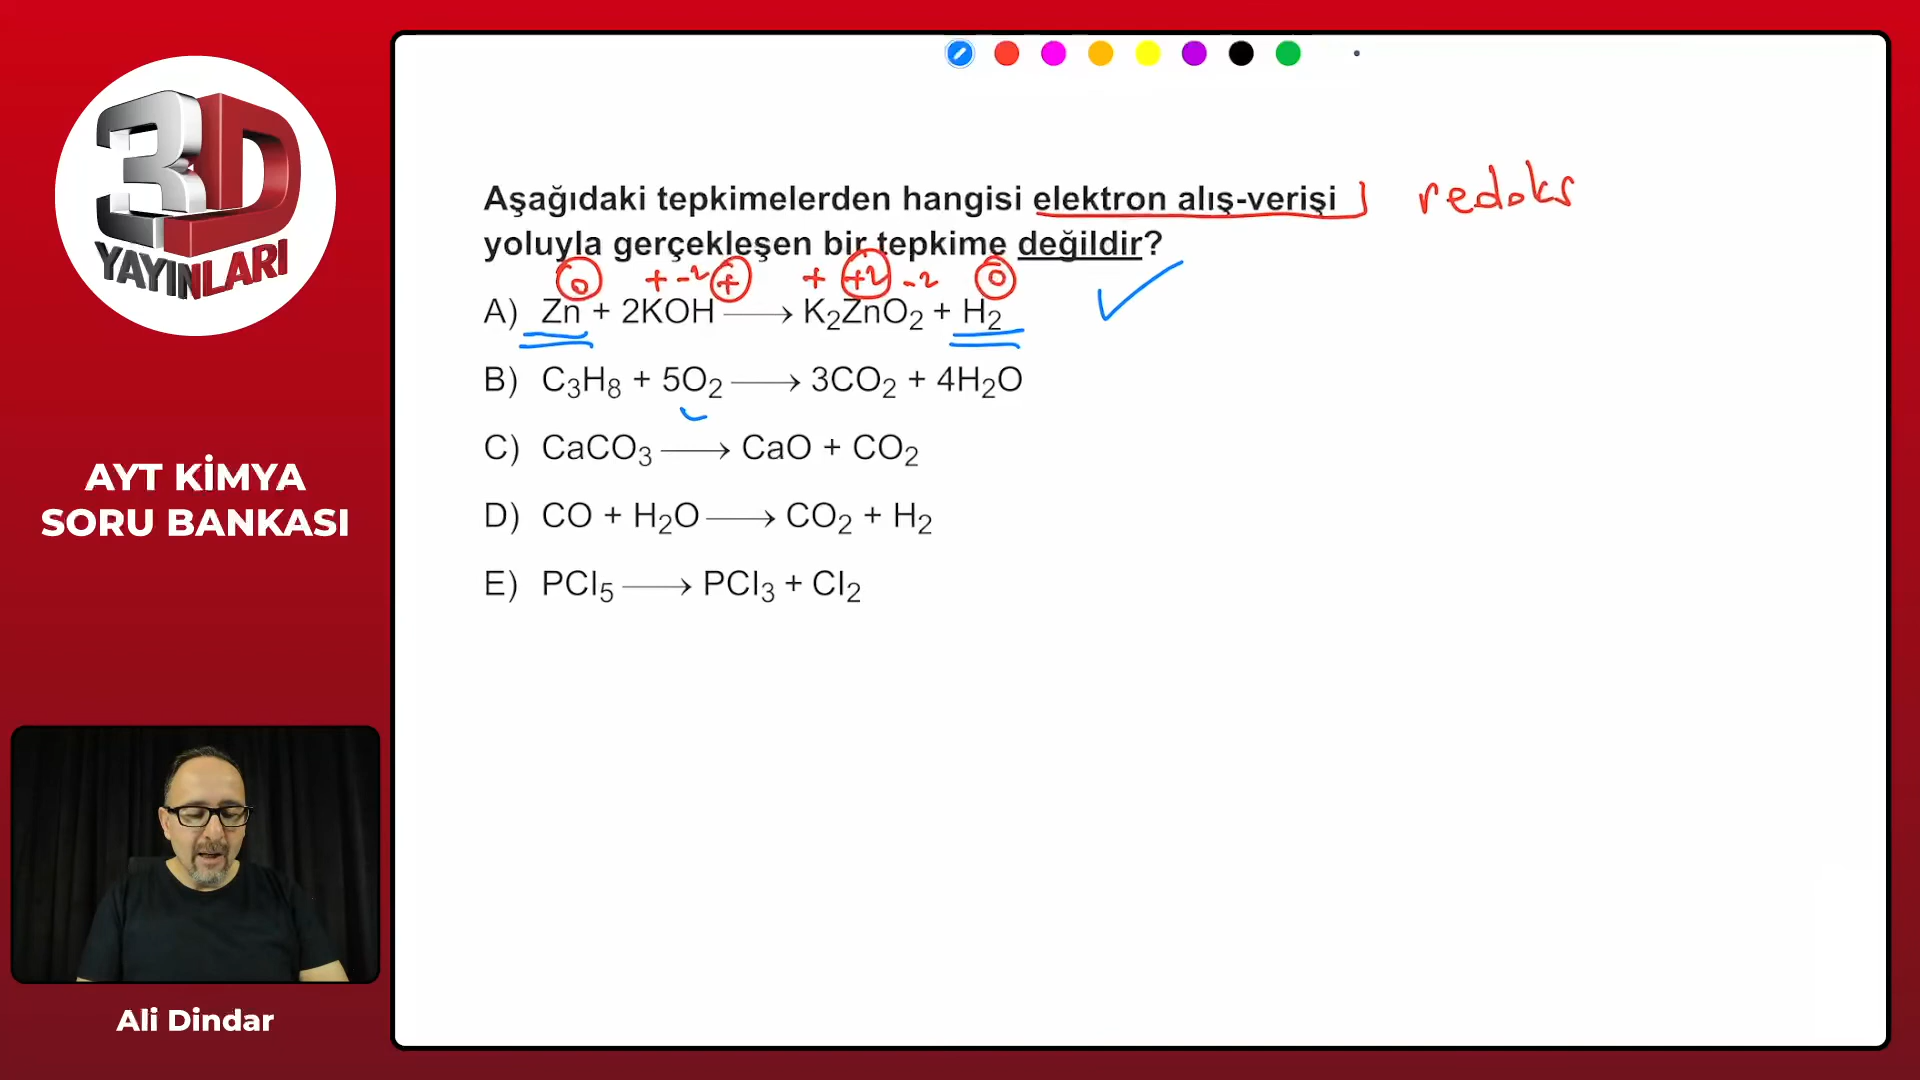 3D
YAYINLARI
AYT KİMYA
SORU BANKASI
Ali Dindar
Aşağıdaki tepkimelerden hangisi elektron alış-verişi redoks
yoluyla gerçekleşen bir tepkime değildir?
0 + -2 + + +2 -2 0
A) Zn + 2KOH ⟶ K₂ZnO₂ + H₂
B) C₃H₈ + 5O₂ ⟶ 3CO₂ + 4H₂O
C) CaCO₃ ⟶ CaO + CO₂
D) CO + H₂O ⟶ CO₂ + H₂
E) PCl₅ ⟶ PCl₃ + Cl₂